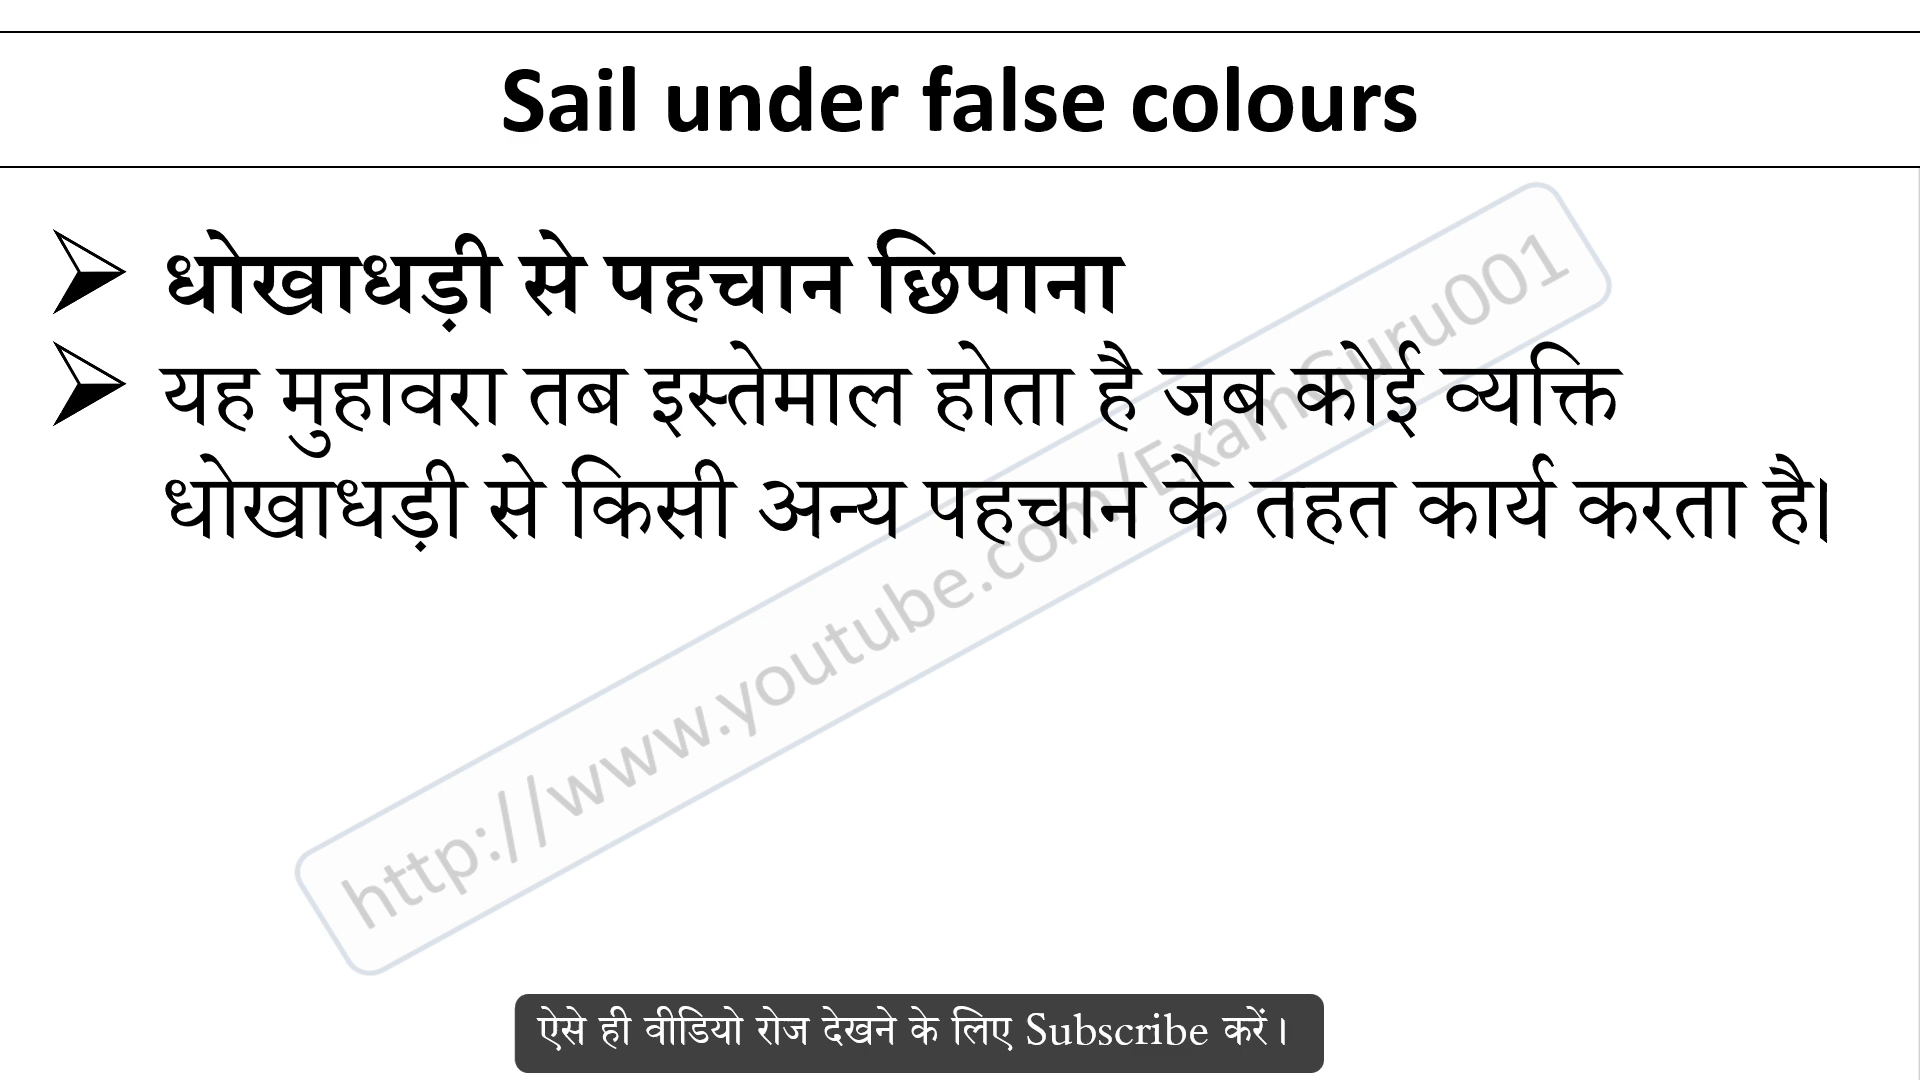 Sail under false colours
धोखाधड़ी से पहचान छिपाना
यह मुहावरा तब इस्तेमाल होता है जब कोई व्यक्ति
धोखाधड़ी से किसी अन्य पहचान के तहत कार्य करता है।
http://www.youtube.com/ExamGuru001
ऐसे ही वीडियो रोज देखने के लिए Subscribe करें।